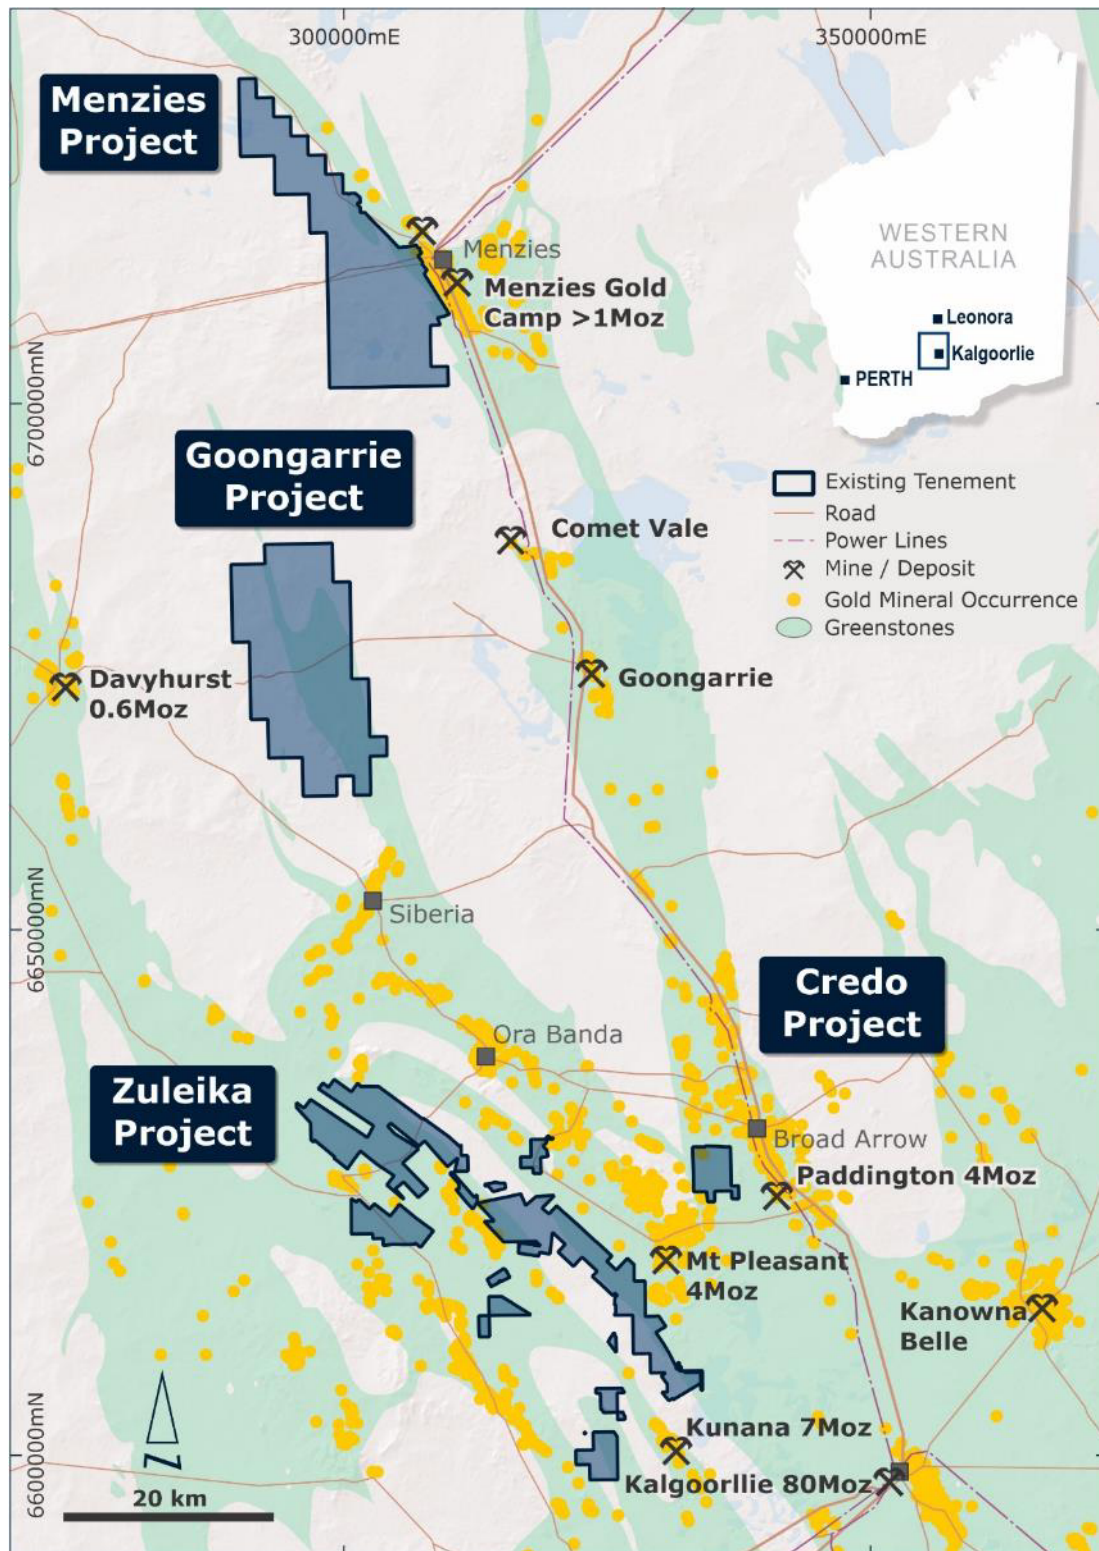 300000mE
350000mE
Menzies
Project
WESTERN
AUSTRALIA
Leonora
Kalgoorlie
PERTH
Menzies
Menzies Gold
Camp >1Moz
6700000mN
Goongarrie
Project
Existing Tenement
Road
Power Lines
Mine / Deposit
Gold Mineral Occurrence
Greenstones
Comet Vale
Davyhurst
0.6Moz
Goongarrie
6650000mN
Siberia
Credo
Project
Ora Banda
Zuleika
Project
Broad Arrow
Paddington 4Moz
Mt Pleasant
4Moz
Kanowna
Belle
Kunana 7Moz
Kalgoorllie 80Moz
6600000mN
N
20 km